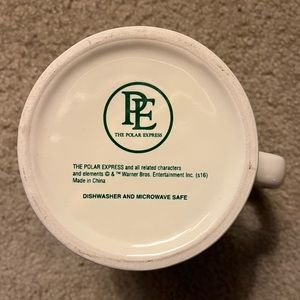 PE
THE POLAR EXPRESS
THE POLAR EXPRESS and all related characters
and elements © & ™ Warner Bros. Entertainment Inc. (s16)
Made in China
DISHWASHER AND MICROWAVE SAFE